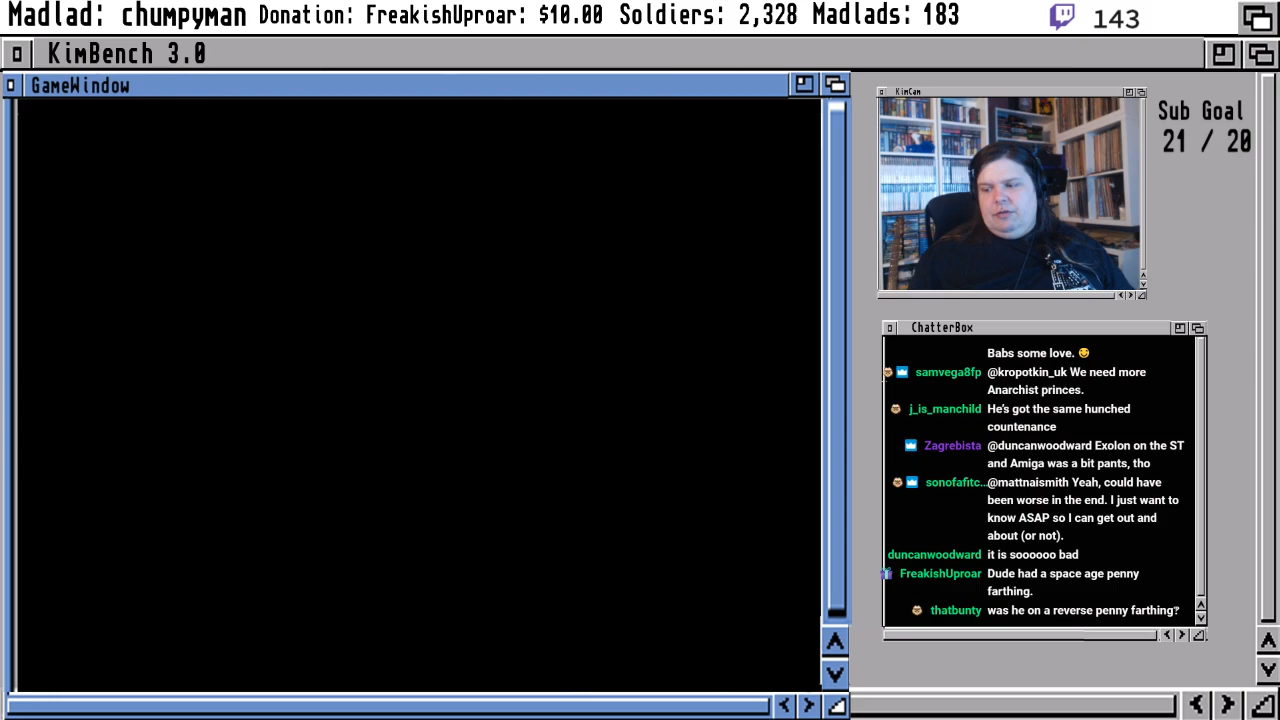 Madlad: chumpyman Donation: FreakishUproar: $10.00 Soldiers: 2,328 Madlads: 183 143
KimBench 3.0
GameWindow
KimCam
Sub Goal
21 / 20
ChatterBox
Babs some love.
samvega8fp @kropotkin_uk We need more
Anarchist princes.
j_is_manchild He's got the same hunched
countenance
Zagrebista @duncanwoodward Exolon on the ST
and Amiga was a bit pants, tho
sonofafitc... @mattnaismith Yeah, could have
been worse in the end. I just want to
know ASAP so I can get out and
about (or not).
duncanwoodward it is soooooo bad
FreakishUproar Dude had a space age penny
farthing.
thatbunty was he on a reverse penny farthing?